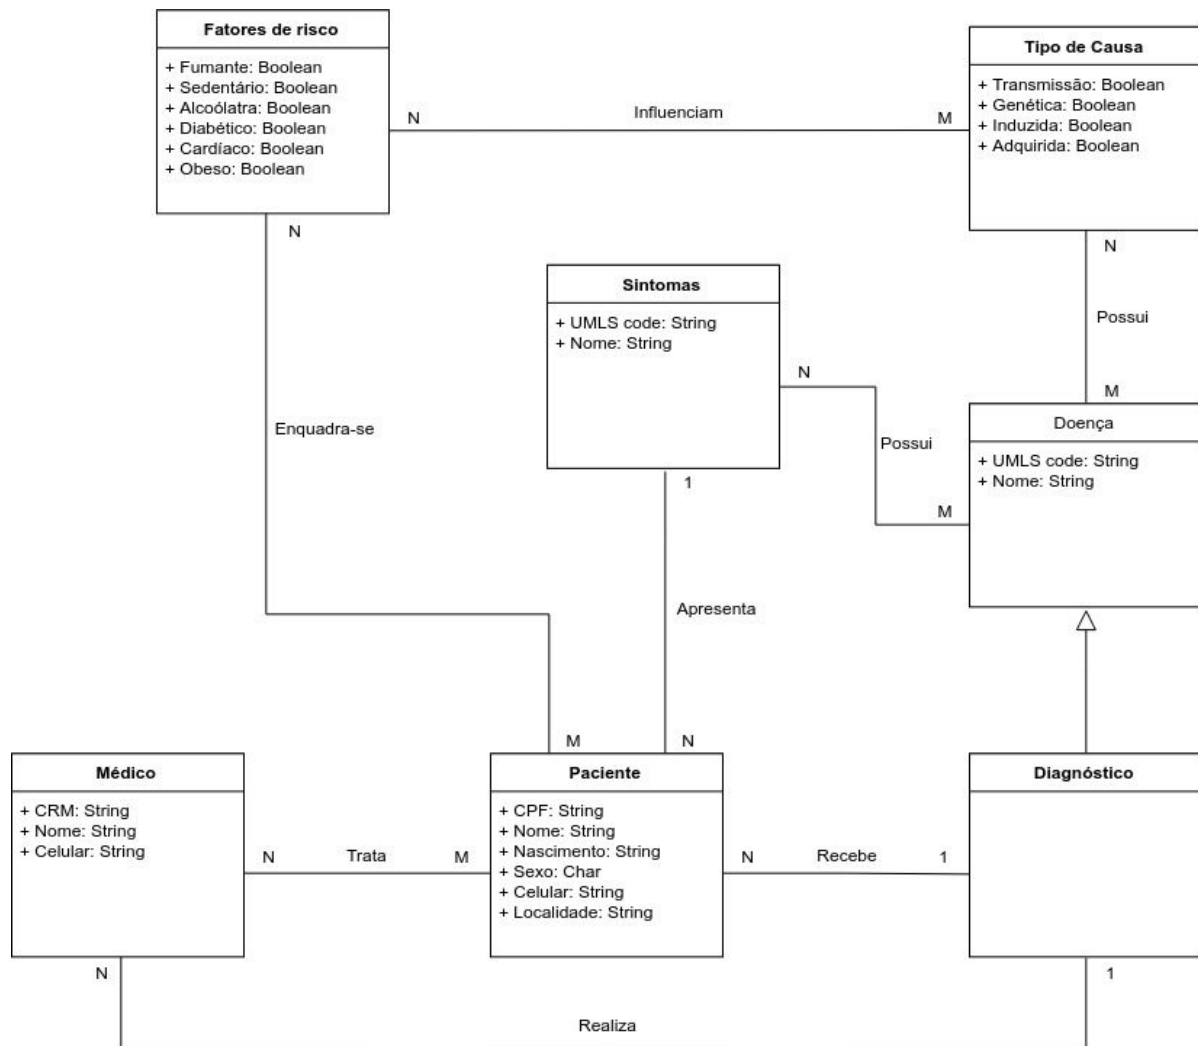 Fatores de risco
+ Fumante: Boolean
+ Sedentário: Boolean
+ Alcoólatra: Boolean
+ Diabético: Boolean
+ Cardíaco: Boolean
+ Obeso: Boolean
Tipo de Causa
+ Transmissão: Boolean
+ Genética: Boolean
+ Induzida: Boolean
+ Adquirida: Boolean
N
Influenciam
M
N
N
Sintomas
+ UMLS code: String
+ Nome: String
Possui
N
M
Enquadra-se
Possui
Doença
+ UMLS code: String
+ Nome: String
1
M
Apresenta
M
N
Médico
+ CRM: String
+ Nome: String
+ Celular: String
Paciente
+ CPF: String
+ Nome: String
+ Nascimento: String
+ Sexo: Char
+ Celular: String
+ Localidade: String
Diagnóstico
N
Trata
M
N
Recebe
1
N
1
Realiza